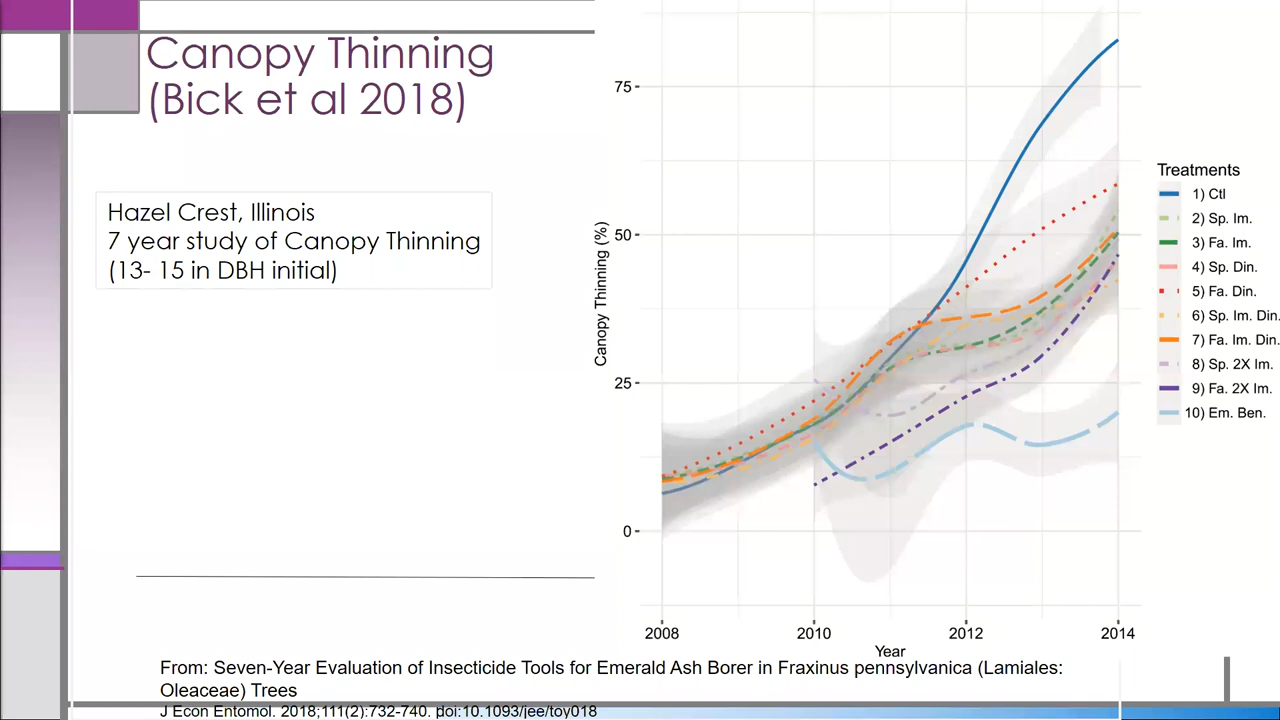 Canopy Thinning
(Bick et al 2018)
Hazel Crest, Illinois
7 year study of Canopy Thinning
(13- 15 in DBH initial)
Canopy Thinning (%)
75
50
25
0
2008
2010
2012
2014
Year
Treatments
1) Ctl
2) Sp. Im.
3) Fa. Im.
4) Sp. Din.
5) Fa. Din.
6) Sp. Im. Din.
7) Fa. Im. Din.
8) Sp. 2X Im.
9) Fa. 2X Im.
10) Em. Ben.
From: Seven-Year Evaluation of Insecticide Tools for Emerald Ash Borer in Fraxinus pennsylvanica (Lamiales:
Oleaceae) Trees
J Econ Entomol. 2018;111(2):732-740. doi:10.1093/jee/toy018